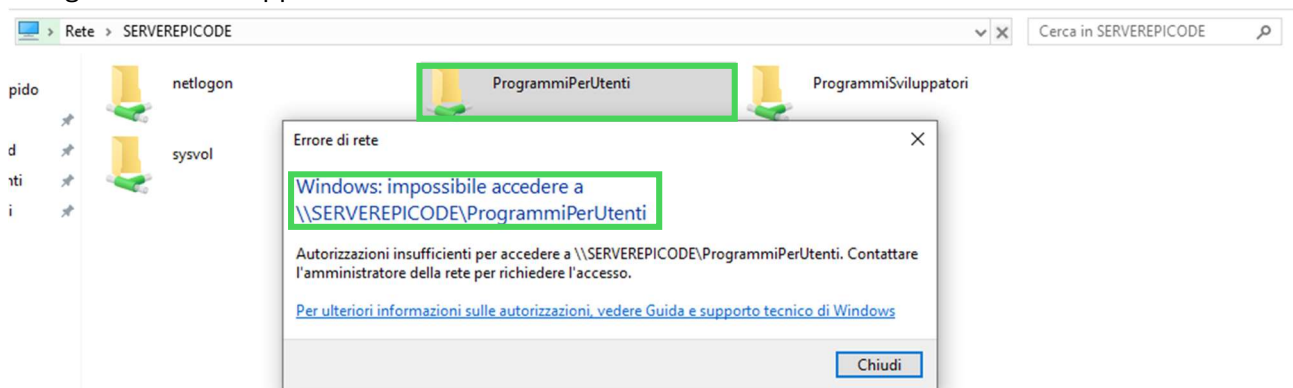 Rete > SERVEREPICODE
Cerca in SERVEREPICODE
pido
d
nti
i
netlogon
ProgrammiPerUtenti
ProgrammiSviluppatori
sysvol
Errore di rete
Windows: impossibile accedere a
\\SERVEREPICODE\ProgrammiPerUtenti
Autorizzazioni insufficienti per accedere a \\SERVEREPICODE\ProgrammiPerUtenti. Contattare
l'amministratore della rete per richiedere l'accesso.
Per ulteriori informazioni sulle autorizzazioni, vedere Guida e supporto tecnico di Windows
Chiudi